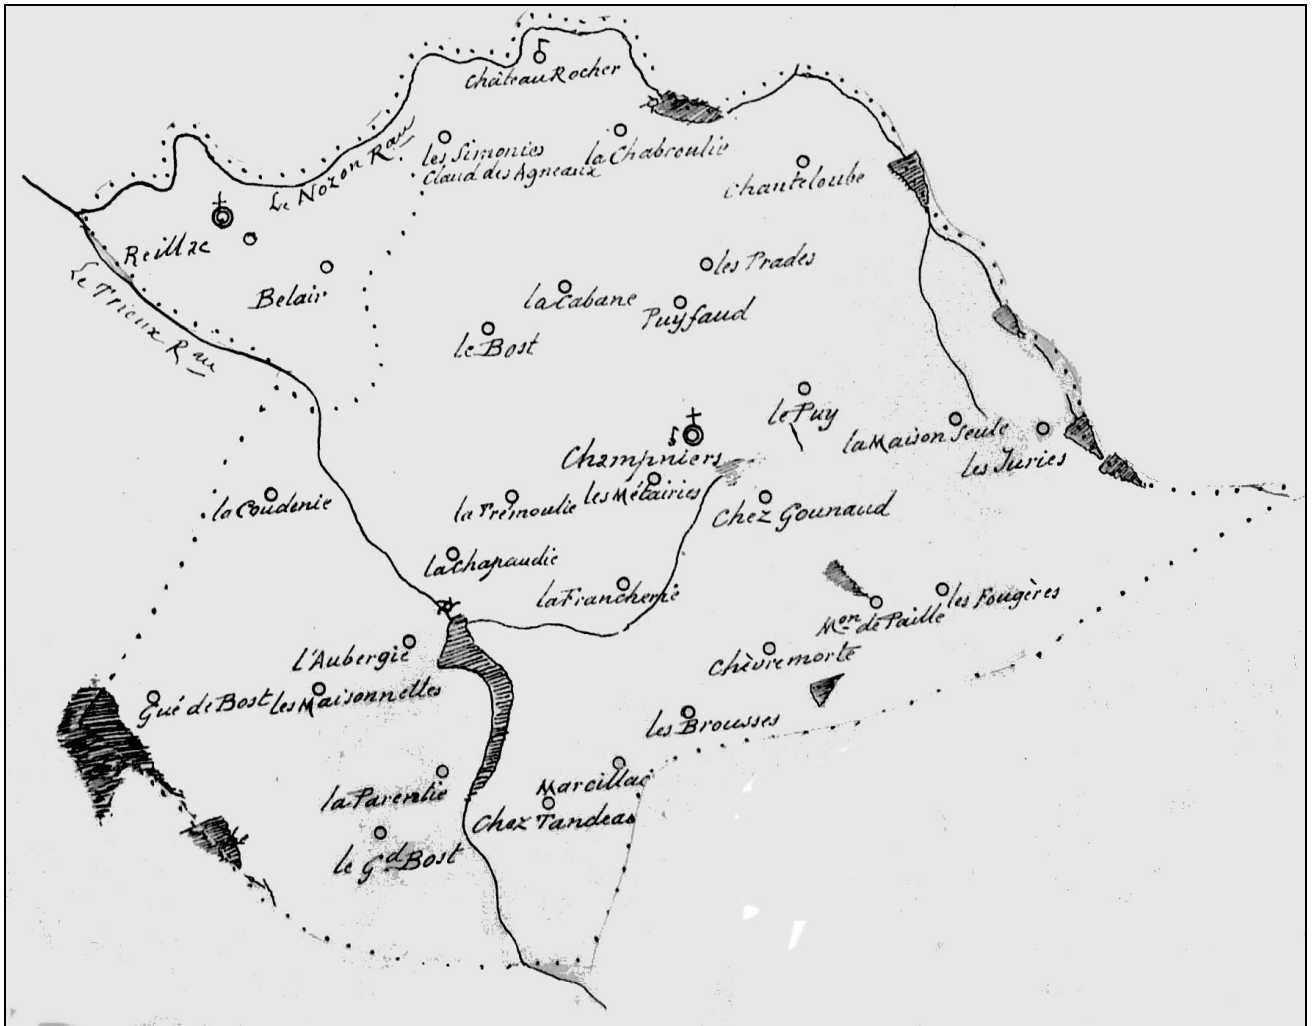 Château Rocher
les Simonies
Claud des Agneaux
la Chabroulie
Chanteloube
Le Nozon Rau
Reillac
Le Trieux Rau
Belair
les Prades
la Cabane
Puyfaud
le Bost
le Puy
Champniers
la Maison Seule
les Juries
la Coudenie
la Tremoulie
les Métairies
Chez Gounaud
la Chapaudie
la Francherie
Mon de Paille
les Fougères
l'Aubergie
Chèvremorte
Gué de Bost
les Maisonnettes
les Brousses
la Parentie
Marcillac
Chez Tandeau
le Gd Bost